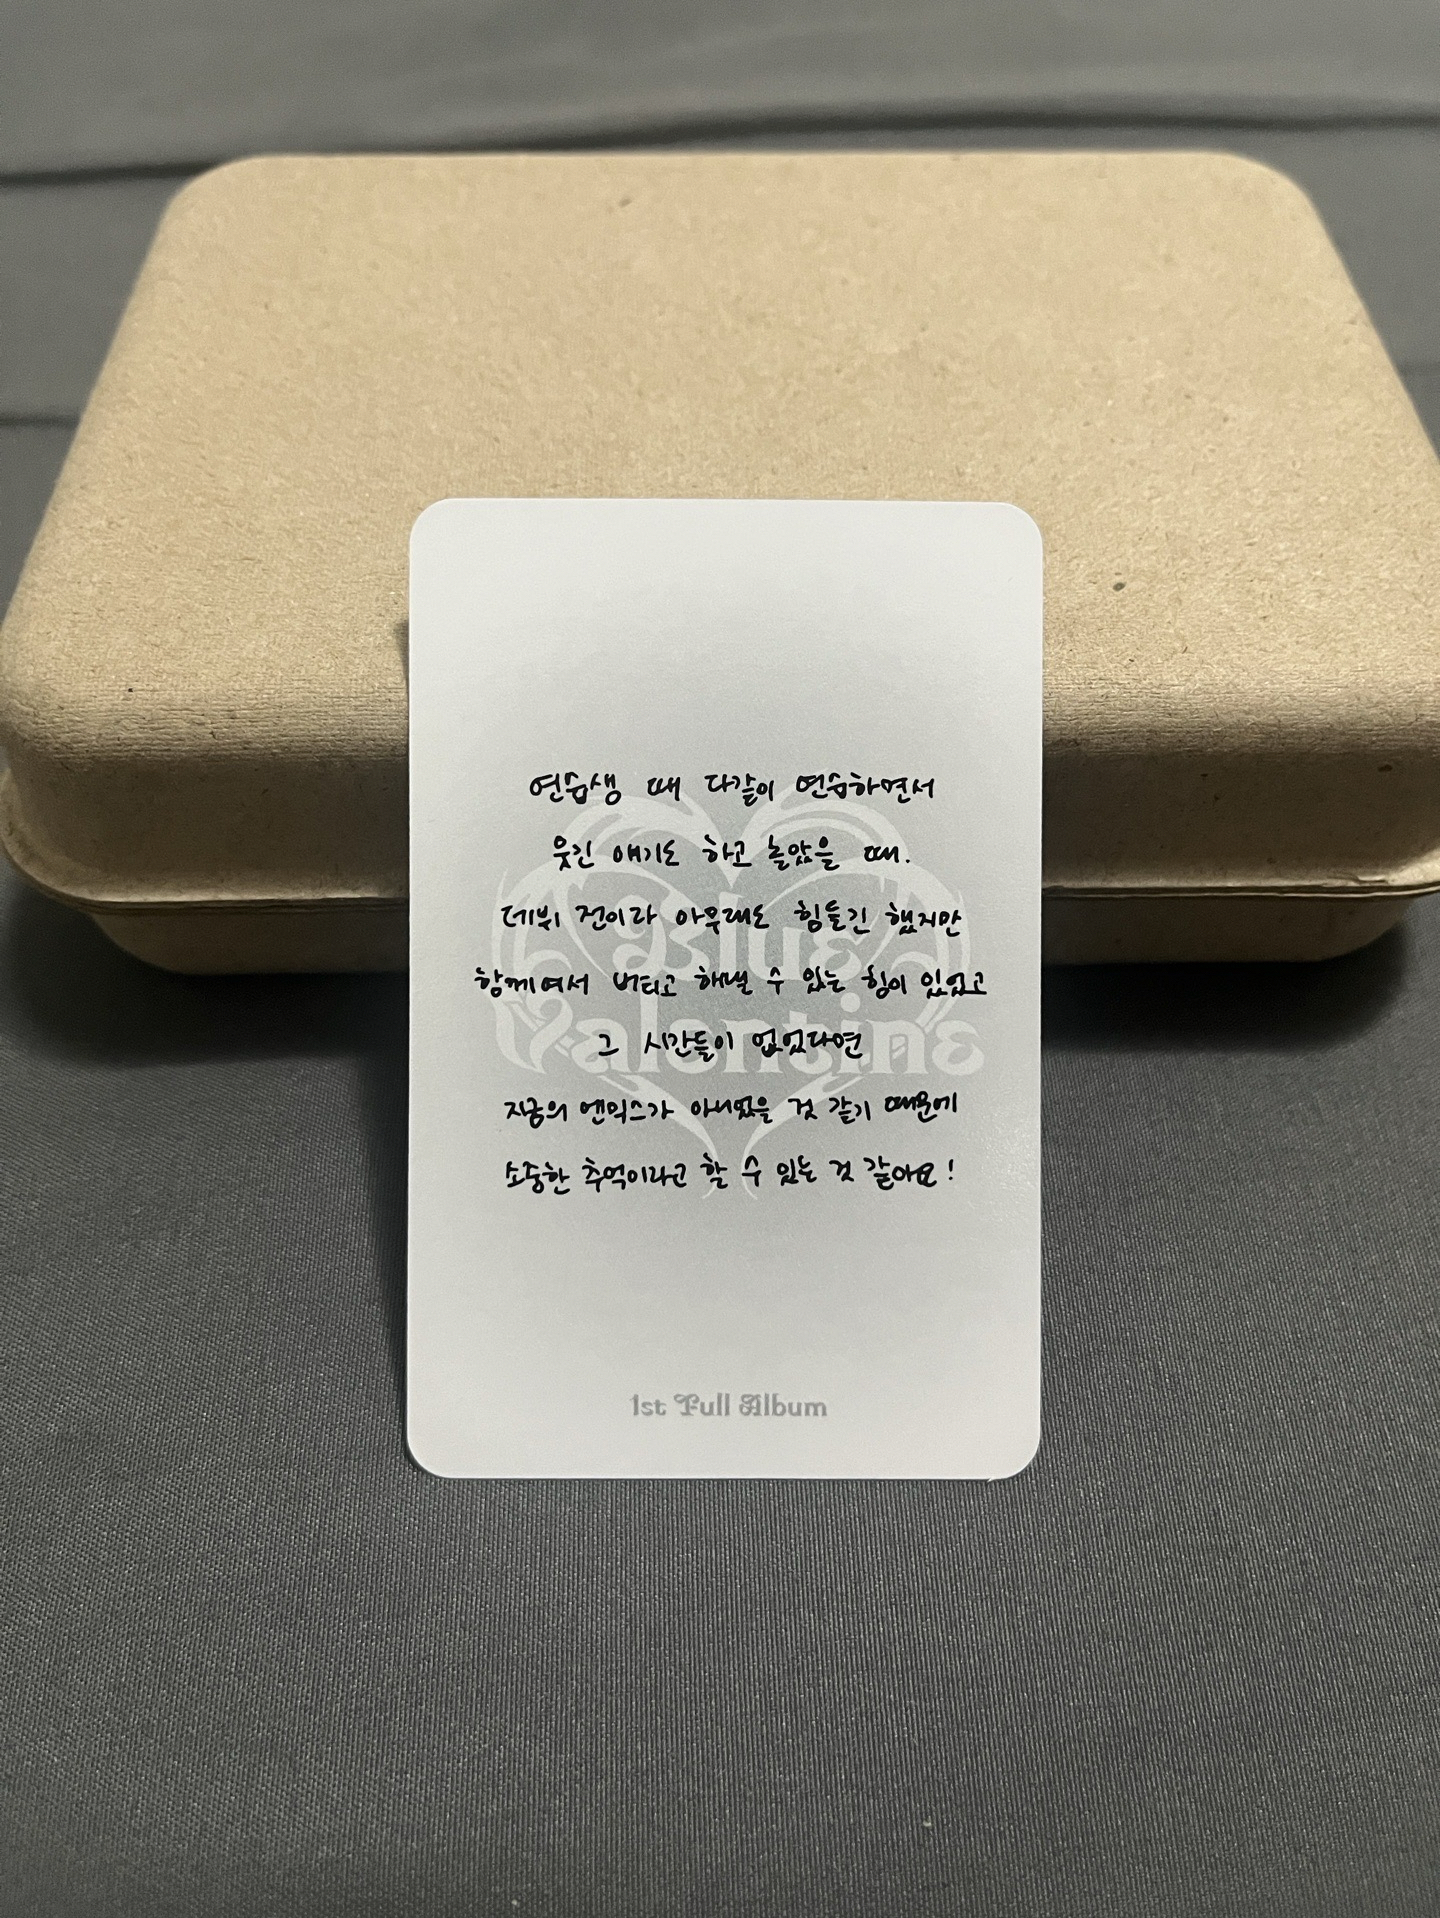 연습생 때 다같이 연습하면서
웃긴 얘기도 하고 놀았을 때.
데뷔 전이라 아무래도 힘들긴 했지만
함께여서 버티고 해낼 수 있는 힘이 있었고
그 시간들이 없었다면
지금의 엔믹스가 아니었을 것 같기 때문에
소중한 추억이라고 할 수 있는 것 같아요!
Blue
Valentine
1st Full Album